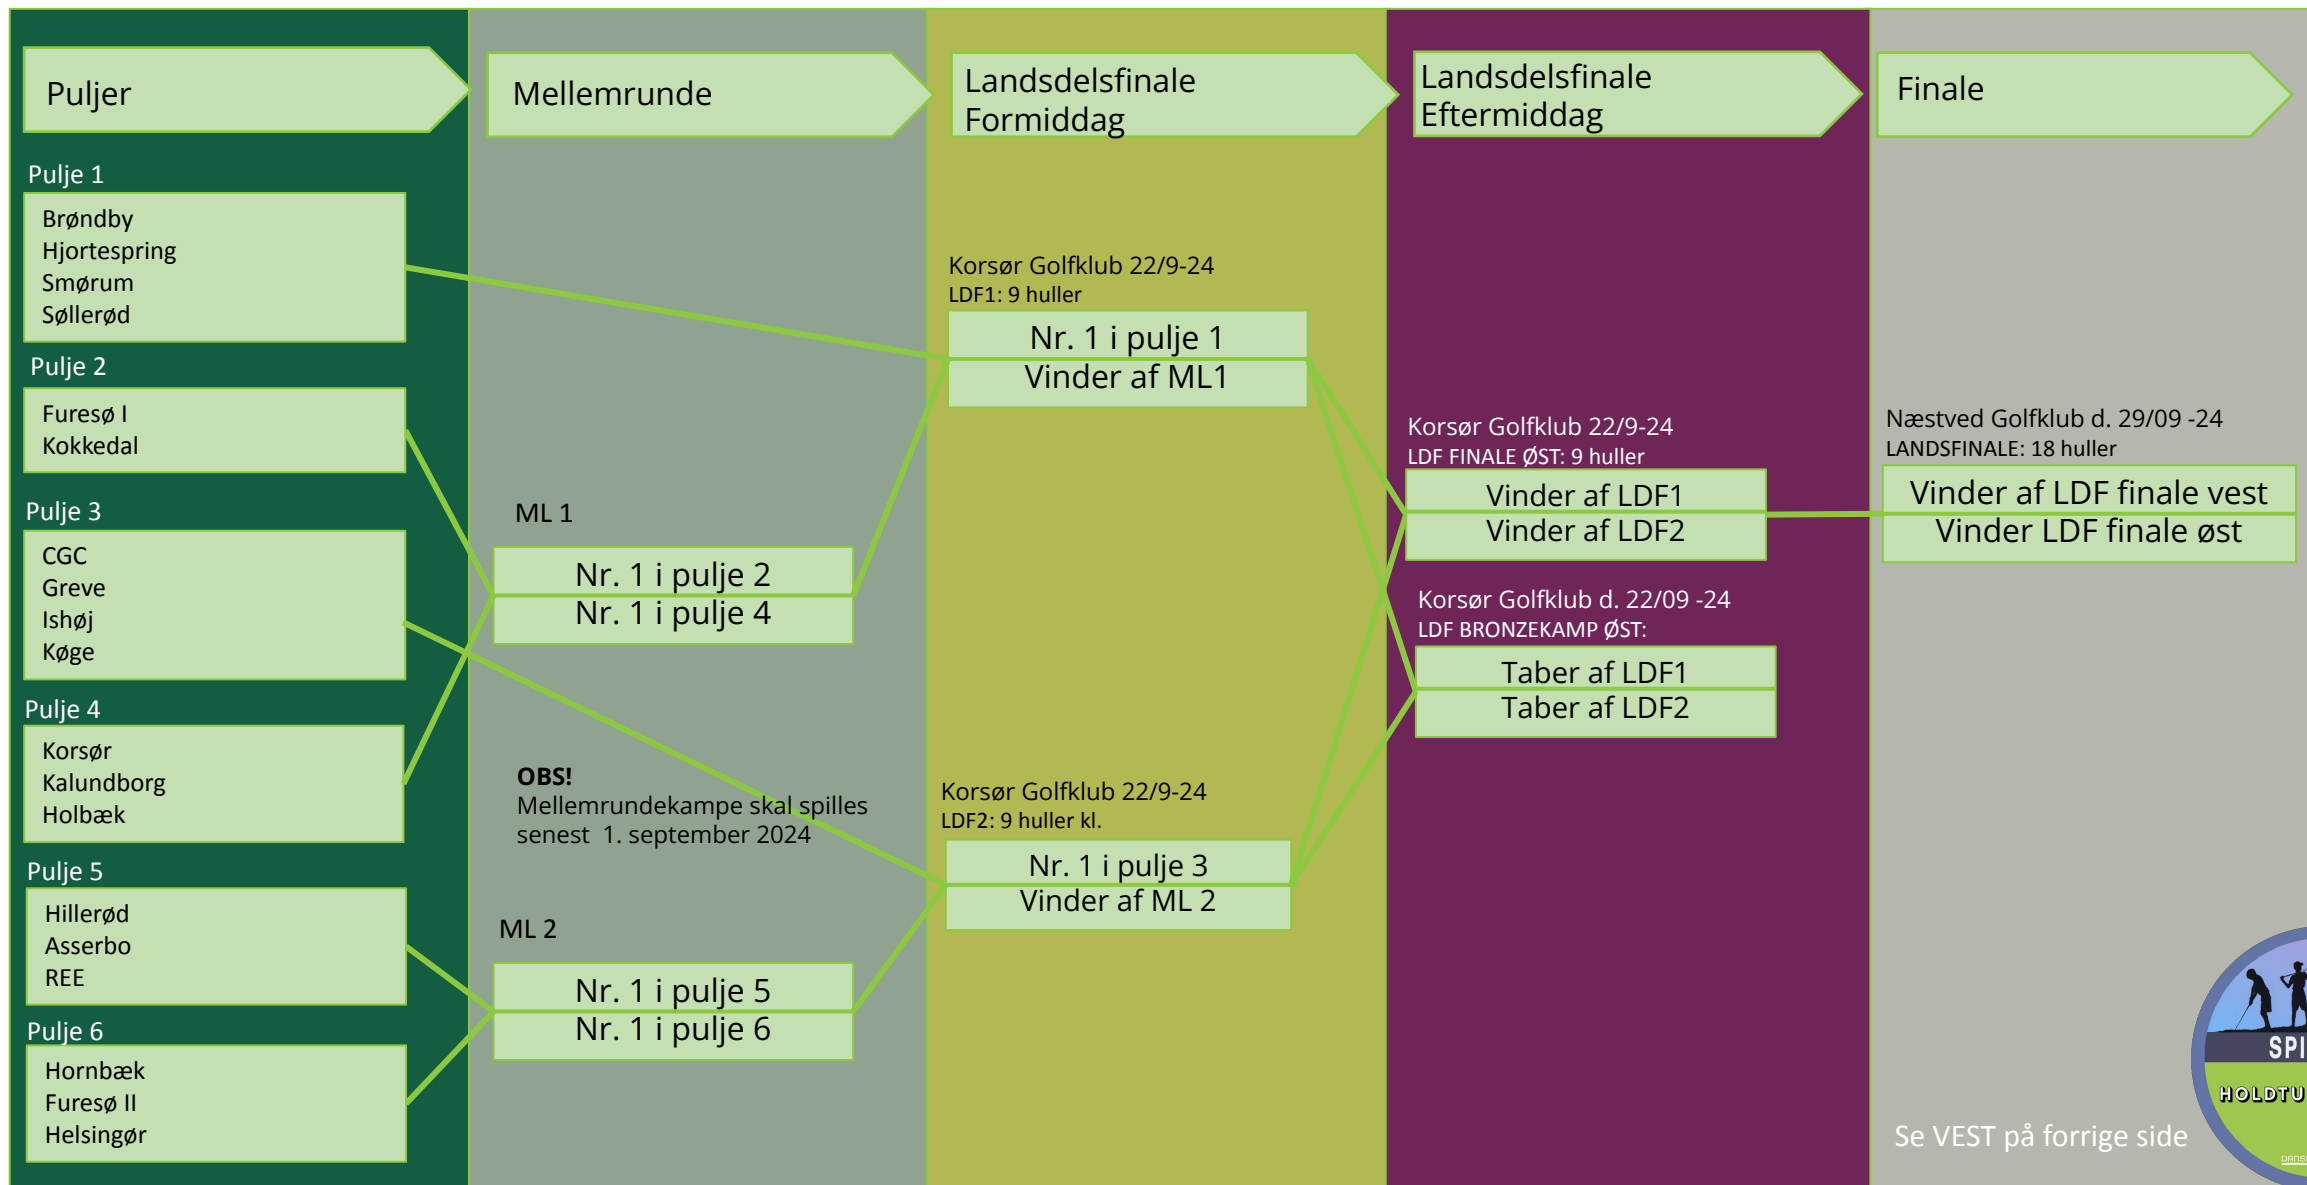 Puljer
Mellemrunde
Landsdelsfinale
Formiddag
Landsdelsfinale
Eftermiddag
Finale
Pulje 1
Brøndby
Hjortespring
Smørum
Søllerød
Pulje 2
Furesø I
Kokkedal
Pulje 3
CGC
Greve
Ishøj
Køge
Pulje 4
Korsør
Kalundborg
Holbæk
Pulje 5
Hillerød
Asserbo
REE
Pulje 6
Hornbæk
Furesø II
Helsingør
ML 1
Nr. 1 i pulje 2
Nr. 1 i pulje 4
OBS!
Mellemrundekampe skal spilles
senest 1. september 2024
ML 2
Nr. 1 i pulje 5
Nr. 1 i pulje 6
Korsør Golfklub 22/9-24
LDF1: 9 huller
Nr. 1 i pulje 1
Vinder af ML1
Korsør Golfklub 22/9-24
LDF2: 9 huller kl.
Nr. 1 i pulje 3
Vinder af ML 2
Korsør Golfklub 22/9-24
LDF FINALE ØST: 9 huller
Vinder af LDF1
Vinder af LDF2
Korsør Golfklub d. 22/09 -24
LDF BRONZEKAMP ØST:
Taber af LDF1
Taber af LDF2
Næstved Golfklub d. 29/09 -24
LANDSFINALE: 18 huller
Vinder af LDF finale vest
Vinder LDF finale øst
Se VEST på forrige side
SPI
HOLDTU